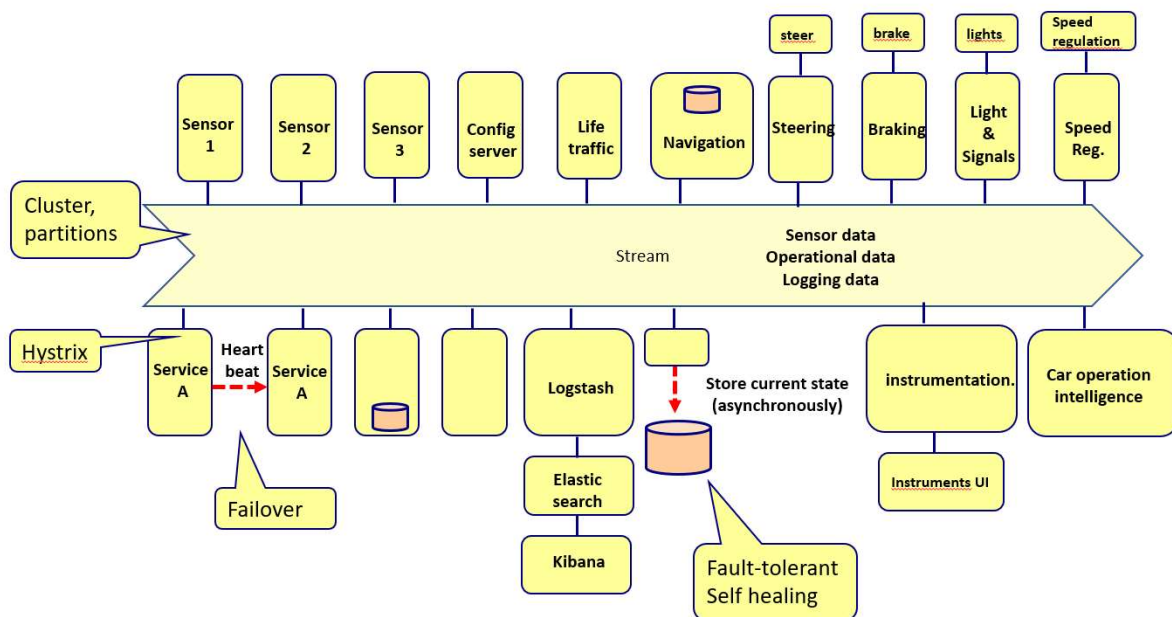 steer
brake
lights
Speed
regulation
Sensor
1
Sensor
2
Sensor
3
Config
server
Life
traffic
Navigation
Steering
Braking
Light
&
Signals
Speed
Reg.
Cluster,
partitions
Stream
Sensor data
Operational data
Logging data
Hystrix
Service
A
Heart
beat
Service
A
Logstash
Store current state
(asynchronously)
instrumentation.
Car operation
intelligence
Failover
Elastic
search
Instruments UI
Kibana
Fault-tolerant
Self healing